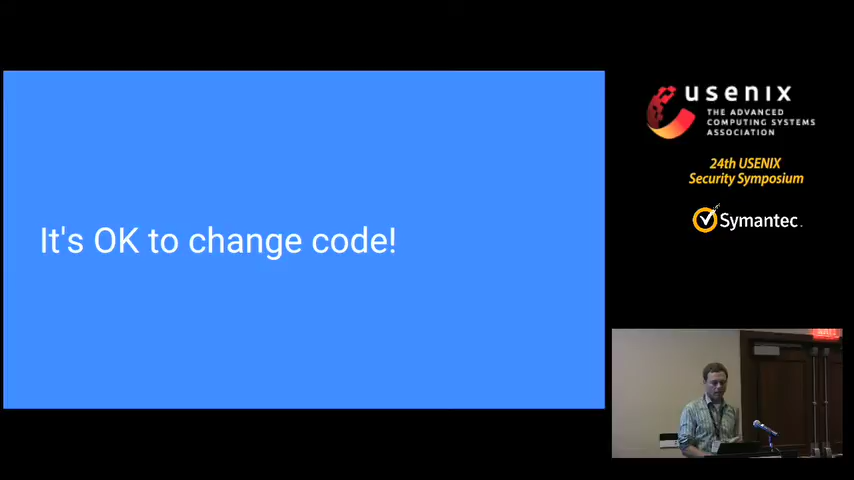 It's OK to change code!
usenix
THE ADVANCED
COMPUTING SYSTEMS
ASSOCIATION
24th USENIX
Security Symposium
Symantec.